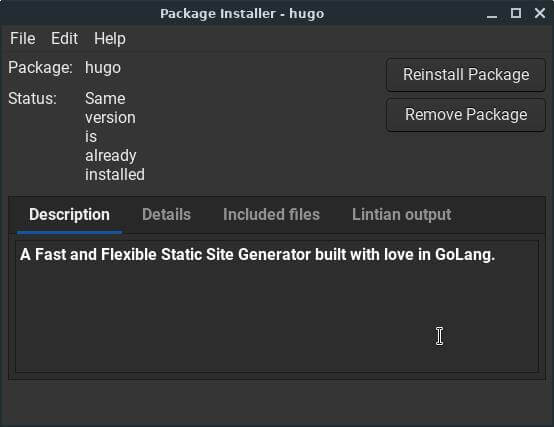 Package Installer - hugo
File Edit Help
Package: hugo
Reinstall Package
Status: Same
version
is
already
installed
Remove Package
Description Details Included files Lintian output
A Fast and Flexible Static Site Generator built with love in GoLang.